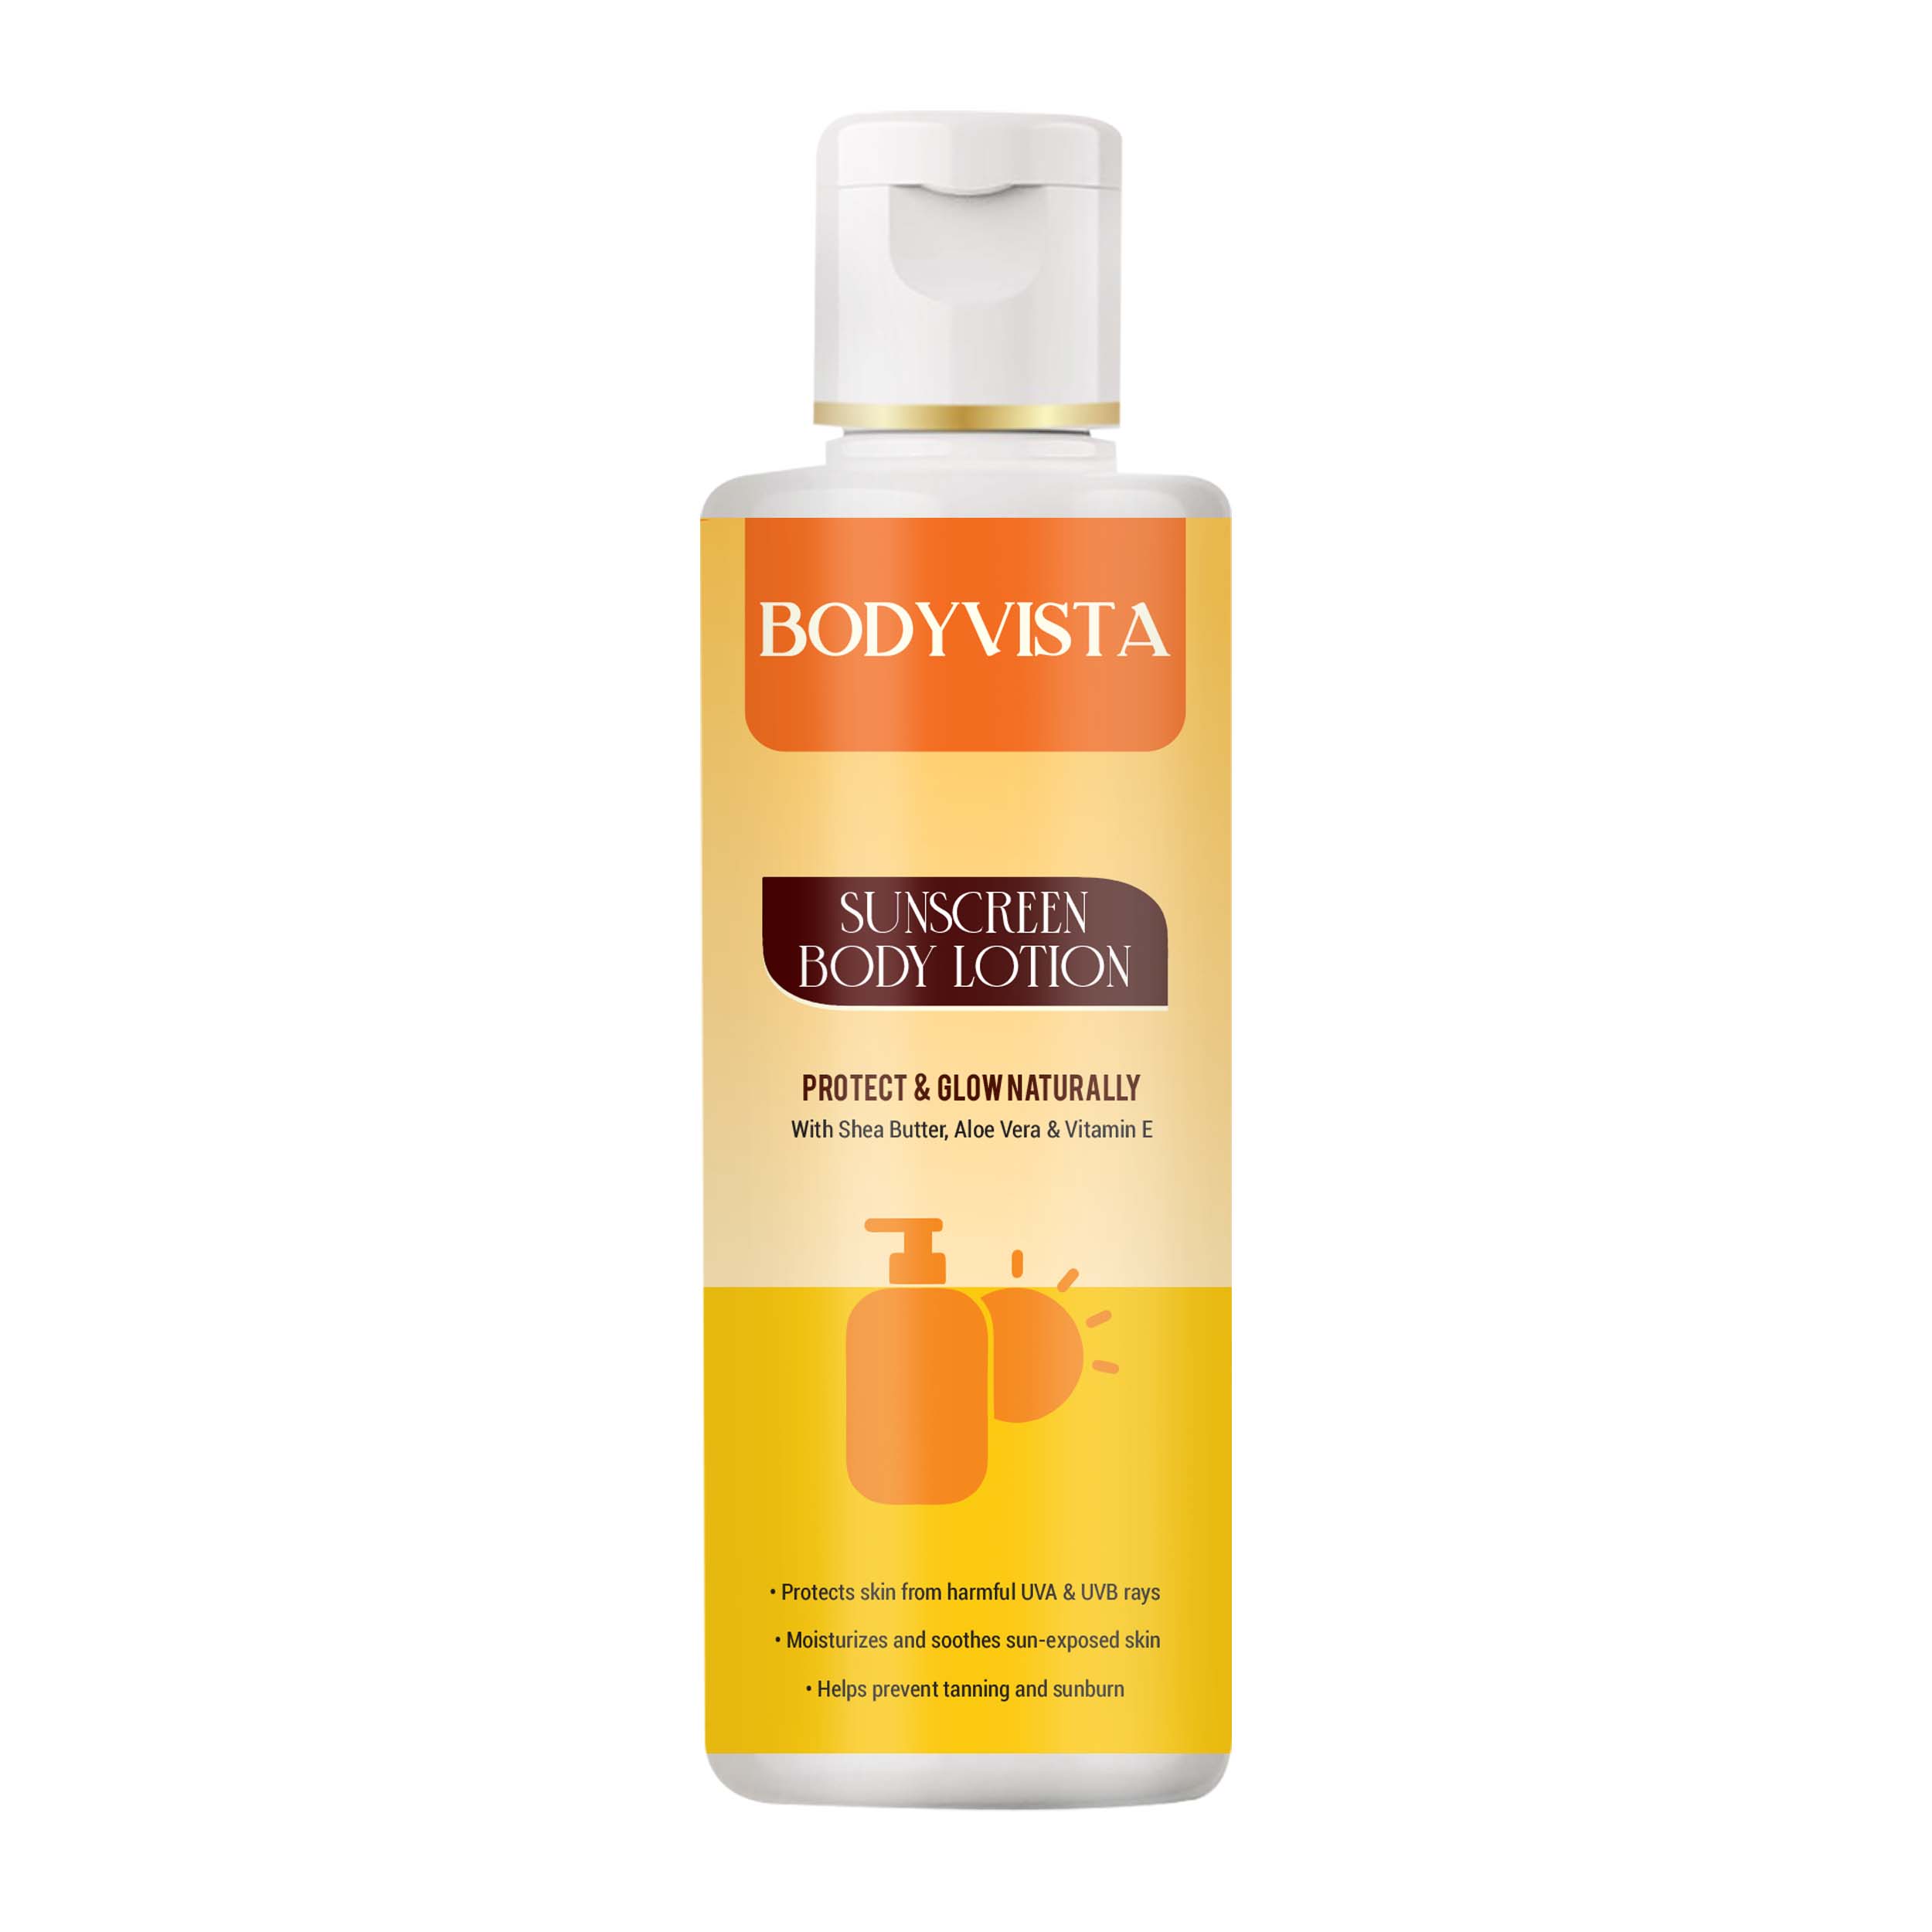 BODYVISTA
SUNSCREEN
BODY LOTION
PROTECT & GLOW NATURALLY
With Shea Butter, Aloe Vera & Vitamin E
• Protects skin from harmful UVA & UVB rays
• Moisturizes and soothes sun-exposed skin
• Helps prevent tanning and sunburn